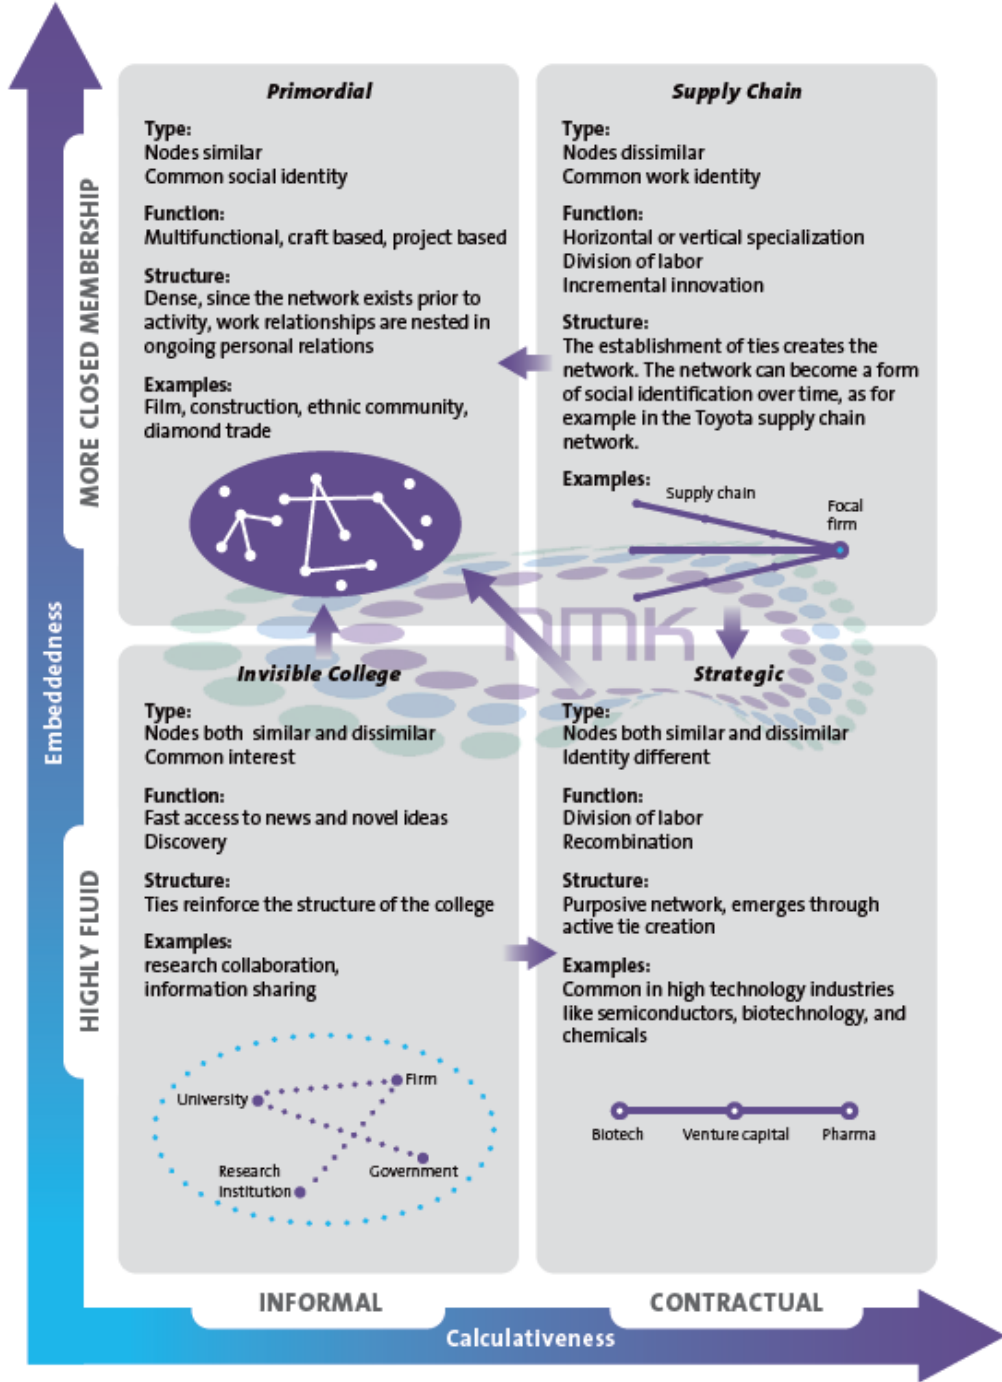 Primordial
Type:
Nodes similar
Common social identity
Function:
Multifunctional, craft based, project based
Structure:
Dense, since the network exists prior to
activity, work relationships are nested in
ongoing personal relations
Examples:
Film, construction, ethnic community,
diamond trade
Supply Chain
Type:
Nodes dissimilar
Common work identity
Function:
Horizontal or vertical specialization
Division of labor
Incremental innovation
Structure:
The establishment of ties creates the
network. The network can become a form
of social identification over time, as for
example in the Toyota supply chain
network.
Examples:
Supply chain
Focal
firm
nmk
Invisible College
Type:
Nodes both similar and dissimilar
Common interest
Function:
Fast access to news and novel ideas
Discovery
Structure:
Ties reinforce the structure of the college
Examples:
research collaboration,
information sharing
Firm
University
Research
Institution
Government
Strategic
Type:
Nodes both similar and dissimilar
Identity different
Function:
Division of labor
Recombination
Structure:
Purposive network, emerges through
active tie creation
Examples:
Common in high technology industries
like semiconductors, biotechnology, and
chemicals
Biotech
Venture capital
Pharma
MORE CLOSED MEMBERSHIP
Embeddedness
HIGHLY FLUID
INFORMAL
CONTRACTUAL
Calculativeness